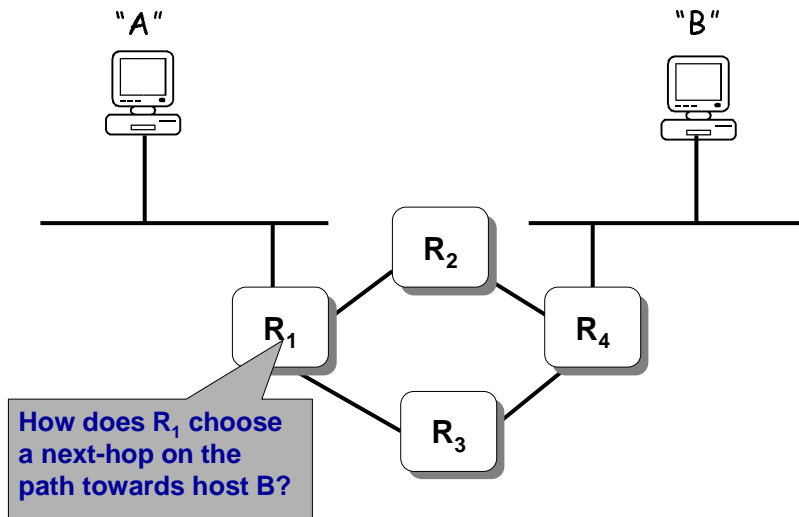 "A"
"B"
R₂
R₁
R₄
R₃
How does R₁ choose
a next-hop on the
path towards host B?